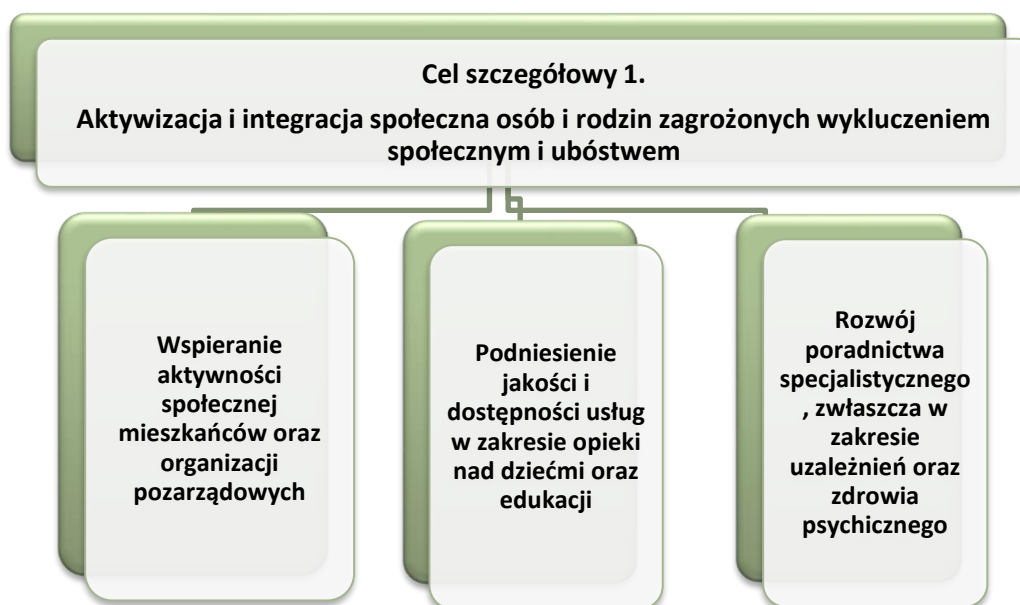 Cel szczegółowy 1.
Aktywizacja i integracja społeczna osób i rodzin zagrożonych wykluczeniem
społecznym i ubóstwem
Wspieranie
aktywności
społecznej
mieszkańców oraz
organizacji
pozarządowych
Podniesienie
jakości i
dostępności usług
w zakresie opieki
nad dziećmi oraz
edukacji
Rozwój
poradnictwa
specjalistycznego
, zwłaszcza w
zakresie
uzależnień oraz
zdrowia
psychicznego